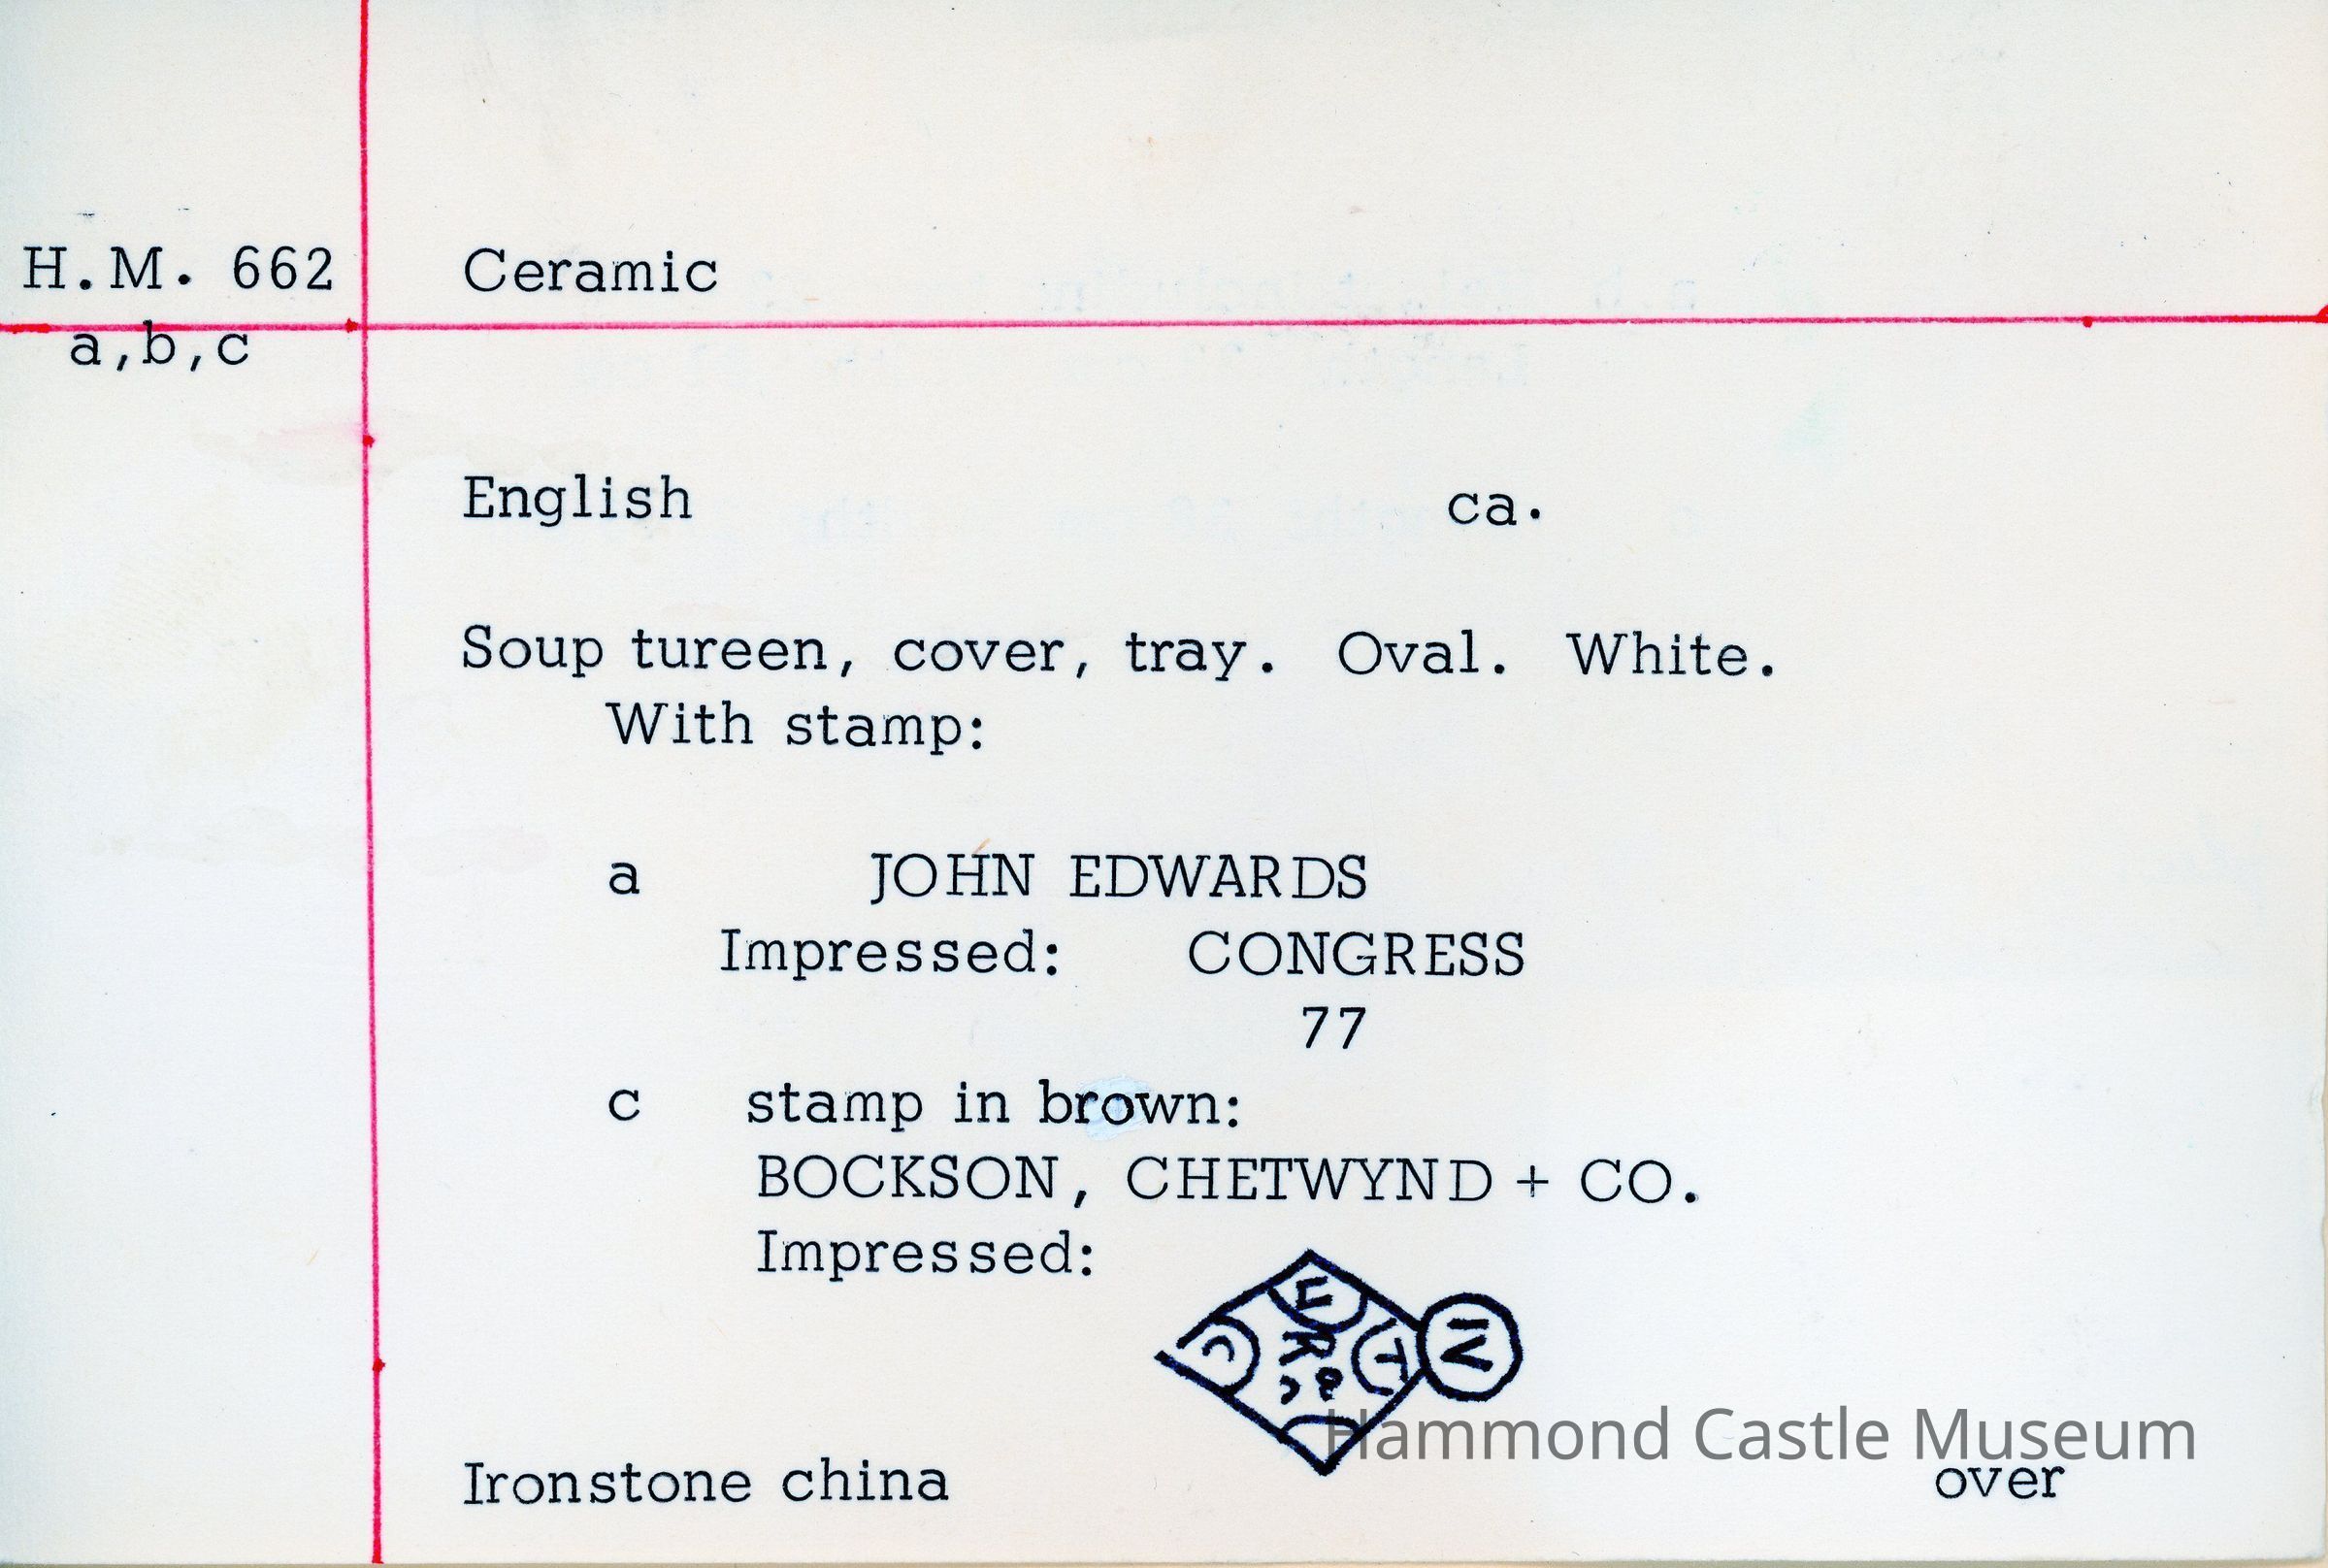 H.M. 662 Ceramic
a,b,c
English ca.
Soup tureen, cover, tray. Oval. White.
With stamp:
a JOHN EDWARDS
Impressed: CONGRESS
77
c stamp in brown:
BOCKSON, CHETWYND + CO.
Impressed:
IV
Hammond Castle Museum
Ironstone china over